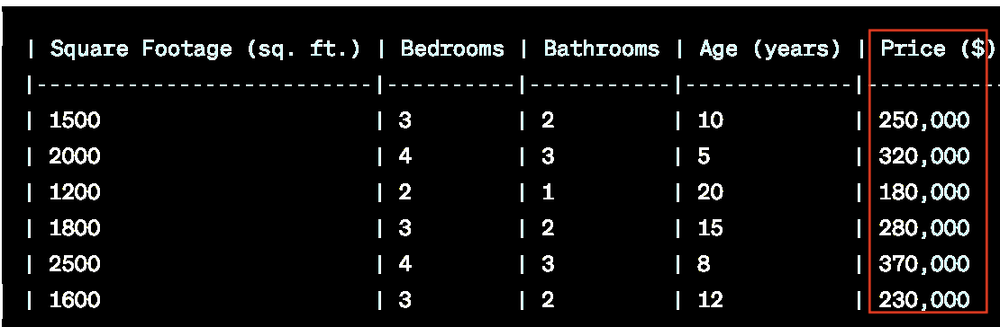 | Square Footage (sq. ft.) | Bedrooms | Bathrooms | Age (years) | Price ($)
|--------------------------|----------|-----------|-------------|----------
| 1500 | 3 | 2 | 10 | 250,000
| 2000 | 4 | 3 | 5 | 320,000
| 1200 | 2 | 1 | 20 | 180,000
| 1800 | 3 | 2 | 15 | 280,000
| 2500 | 4 | 3 | 8 | 370,000
| 1600 | 3 | 2 | 12 | 230,000